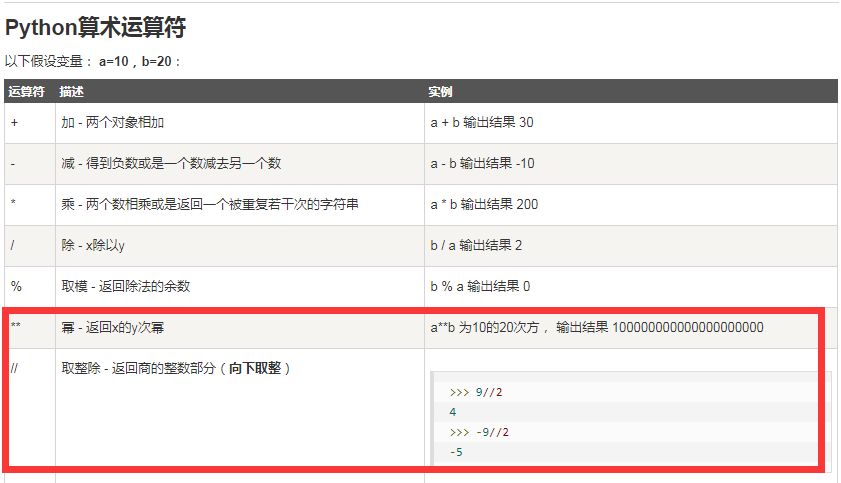 Python算术运算符
以下假设变量： a=10，b=20：
运算符 描述 实例
+ 加 - 两个对象相加 a + b 输出结果 30
- 减 - 得到负数或是一个数减去另一个数 a - b 输出结果 -10
* 乘 - 两个数相乘或是返回一个被重复若干次的字符串 a * b 输出结果 200
/ 除 - x除以y b / a 输出结果 2
% 取模 - 返回除法的余数 b % a 输出结果 0
** 幂 - 返回x的y次幂 a**b 为10的20次方， 输出结果 100000000000000000000
// 取整除 - 返回商的整数部分（向下取整）
>>> 9//2
4
>>> -9//2
-5